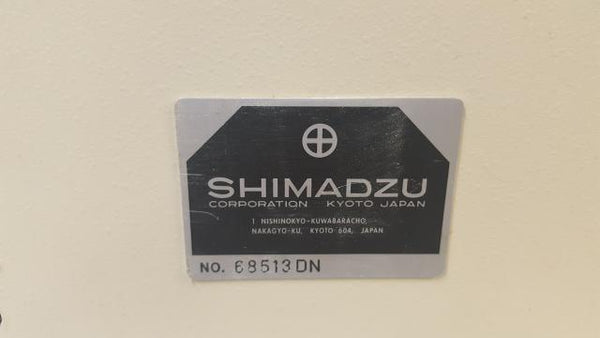 SHIMADZU
CORPORATION KYOTO JAPAN
1 NISHINOKYO-KUWABARACHO,
NAKAGYO-KU, KYOTO 604, JAPAN
NO. 68513DN